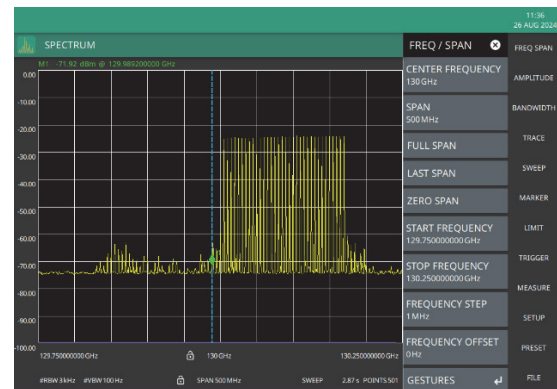 11:36
26 AUG 2024
SPECTRUM
FREQ / SPAN
FREQ SPAN
M1 -71.92 dBm @ 129.989200000 GHz
0.00
-10.00
-20.00
-30.00
-40.00
-50.00
-60.00
-70.00
-80.00
-90.00
-100.00
129.750000000 GHz
130 GHz
130.250000000 GHz
#RBW 3 kHz #VBW 100 Hz
SPAN 500 MHz
SWEEP 2.87 s POINTS 501
CENTER FREQUENCY
130 GHz
SPAN
500 MHz
FULL SPAN
LAST SPAN
ZERO SPAN
START FREQUENCY
129.750000000 GHz
STOP FREQUENCY
130.250000000 GHz
FREQUENCY STEP
1 MHz
FREQUENCY OFFSET
0 Hz
GESTURES
AMPLITUDE
BANDWIDTH
TRACE
SWEEP
MARKER
LIMIT
TRIGGER
MEASURE
SETUP
PRESET
FILE